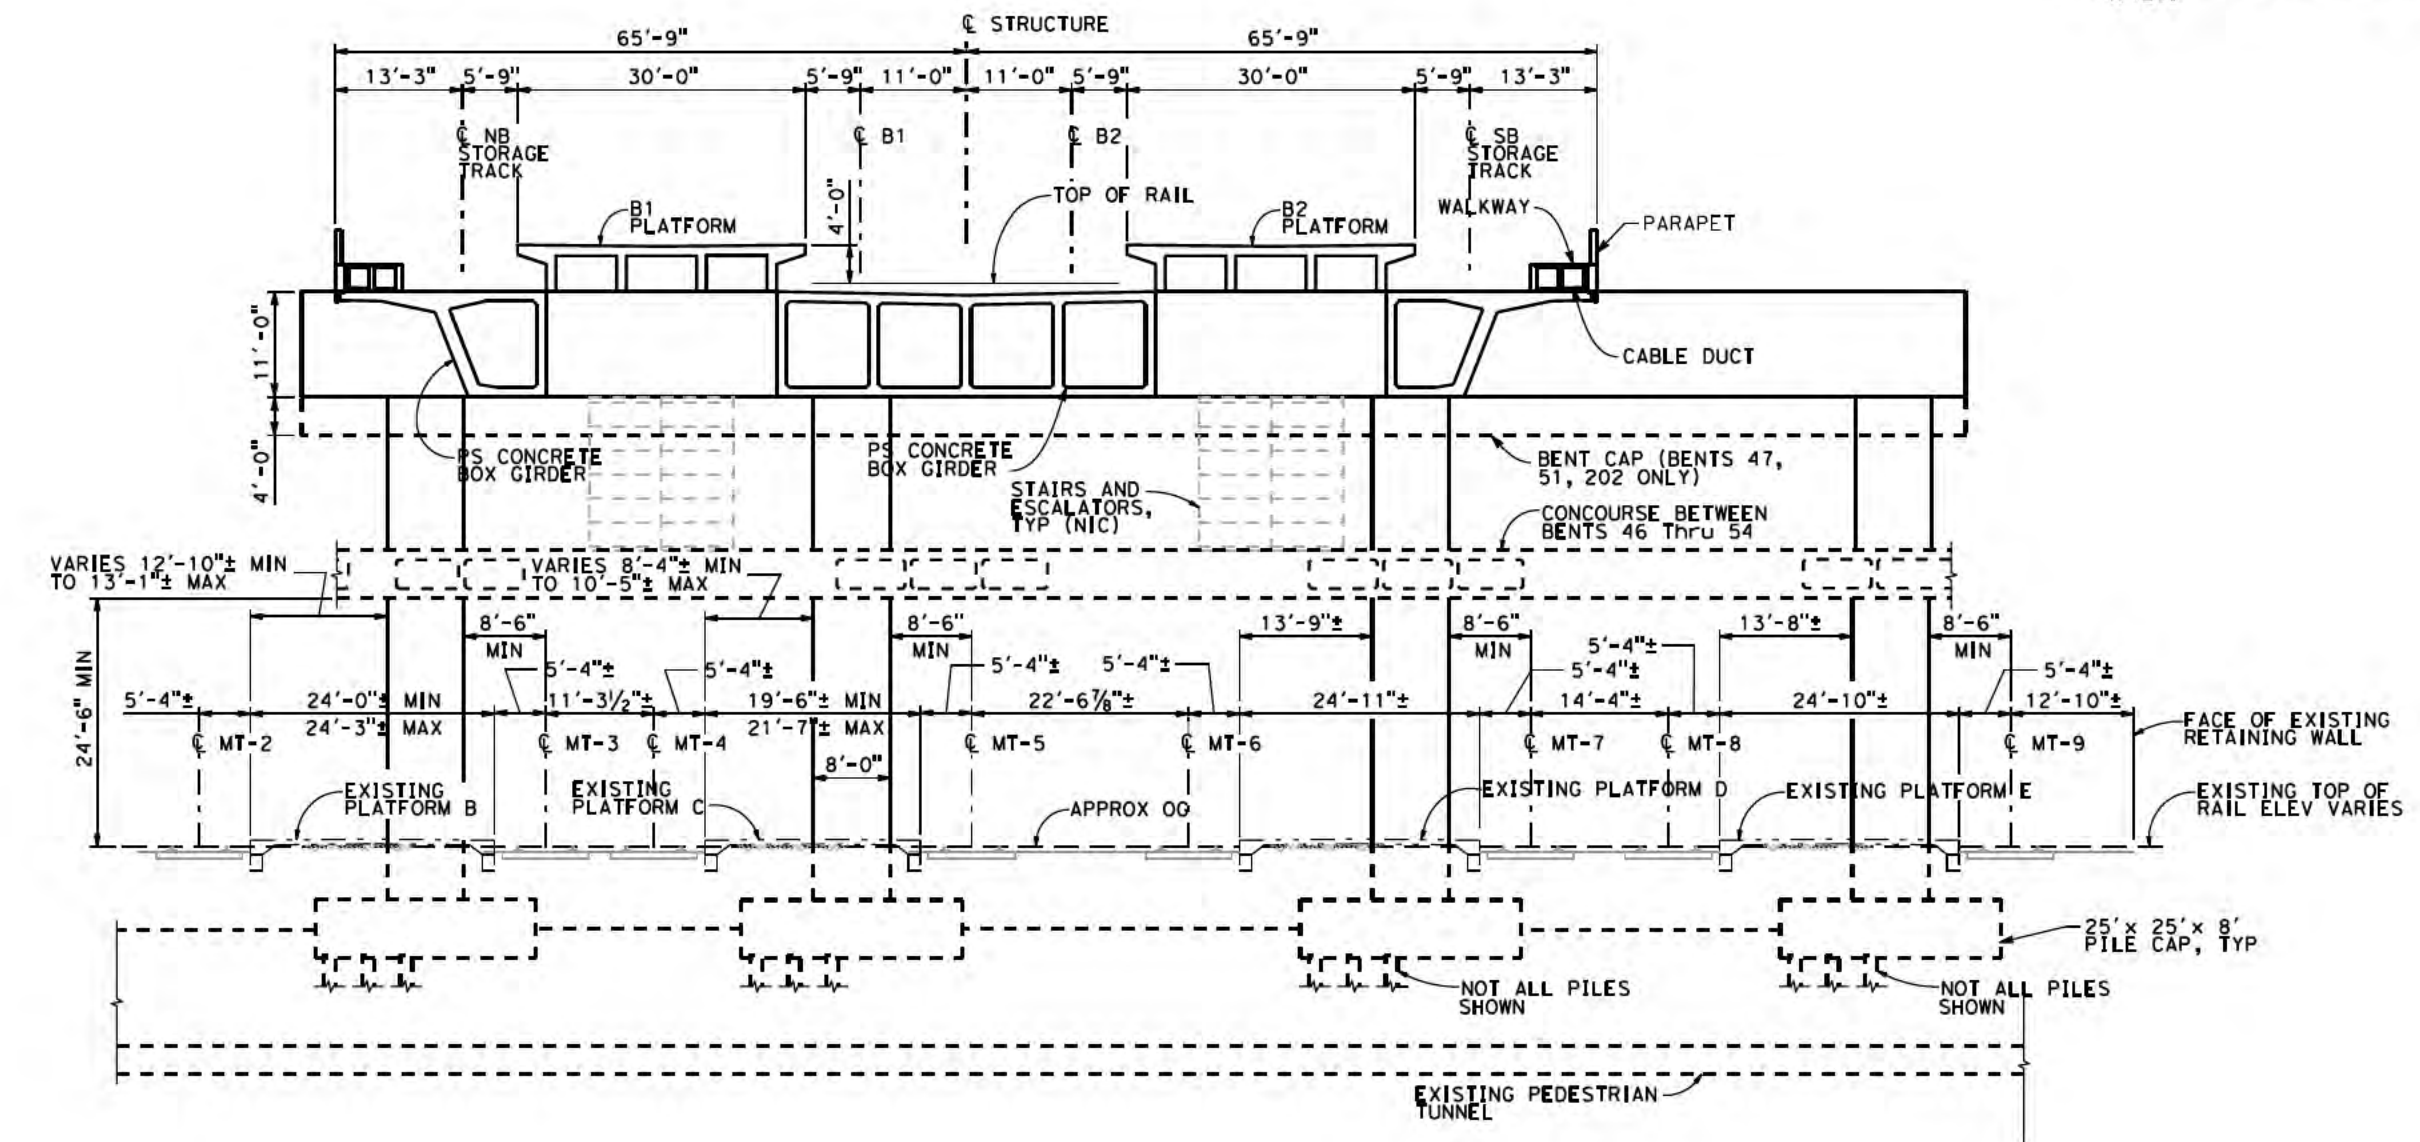 ℄ STRUCTURE
65'-9" 65'-9"
13'-3" 5'-9" 30'-0" 5'-9" 11'-0" 11'-0" 5'-9" 30'-0" 5'-9" 13'-3"
℄ NB
STORAGE
TRACK
℄ B1
℄ B2
℄ SB
STORAGE
TRACK
B1
PLATFORM
4'-0"
TOP OF RAIL
B2
PLATFORM
WALKWAY
PARAPET
11'-0"
CABLE DUCT
4'-0"
PS CONCRETE
BOX GIRDER
PS CONCRETE
BOX GIRDER
STAIRS AND
ESCALATORS,
TYP (NIC)
BENT CAP (BENTS 47,
51, 202 ONLY)
CONCOURSE BETWEEN
BENTS 46 Thru 54
VARIES 12'-10"± MIN
TO 13'-1"± MAX
VARIES 8'-4"± MIN
TO 10'-5"± MAX
24'-6" MIN
8'-6"
MIN
8'-6"
MIN
13'-9"±
8'-6"
MIN
13'-8"±
8'-6"
MIN
5'-4"± 5'-4"± 5'-4"± 5'-4"± 5'-4"± 5'-4"± 5'-4"±
5'-4"± 24'-0"± MIN 11'-3½"± 19'-6"± MIN 22'-6⅞"± 24'-11"± 14'-4"± 24'-10"± 12'-10"±
24'-3"± MAX 21'-7"± MAX
℄ MT-2 ℄ MT-3 ℄ MT-4 ℄ MT-5 ℄ MT-6 ℄ MT-7 ℄ MT-8 ℄ MT-9
FACE OF EXISTING
RETAINING WALL
8'-0"
EXISTING
PLATFORM B
EXISTING
PLATFORM C
APPROX OG
EXISTING PLATFORM D
EXISTING PLATFORM E
EXISTING TOP OF
RAIL ELEV VARIES
25'x 25'x 8'
PILE CAP, TYP
NOT ALL PILES
SHOWN
NOT ALL PILES
SHOWN
EXISTING PEDESTRIAN
TUNNEL